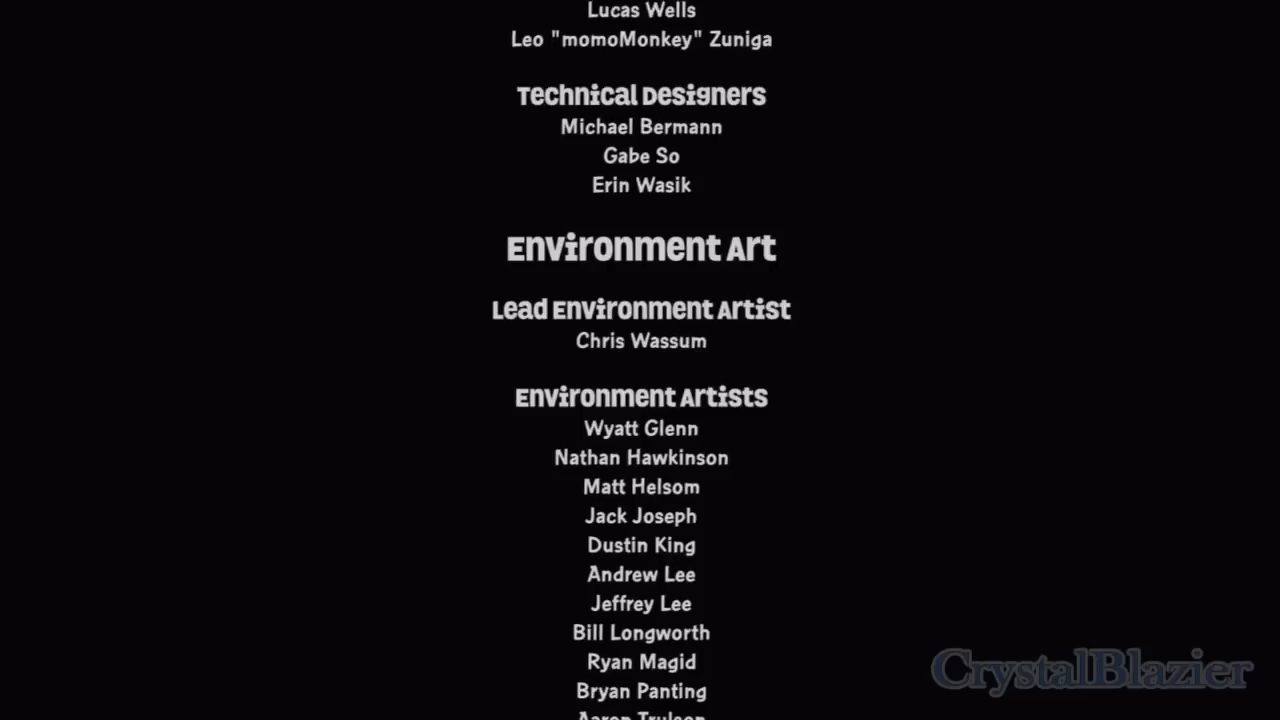 Lucas Wells
Leo "momoMonkey" Zuniga
Technical Designers
Michael Bermann
Gabe So
Erin Wasik
Environment Art
Lead Environment Artist
Chris Wassum
Environment Artists
Wyatt Glenn
Nathan Hawkinson
Matt Helsom
Jack Joseph
Dustin King
Andrew Lee
Jeffrey Lee
Bill Longworth
Ryan Magid
Bryan Panting
CrystalBlazier